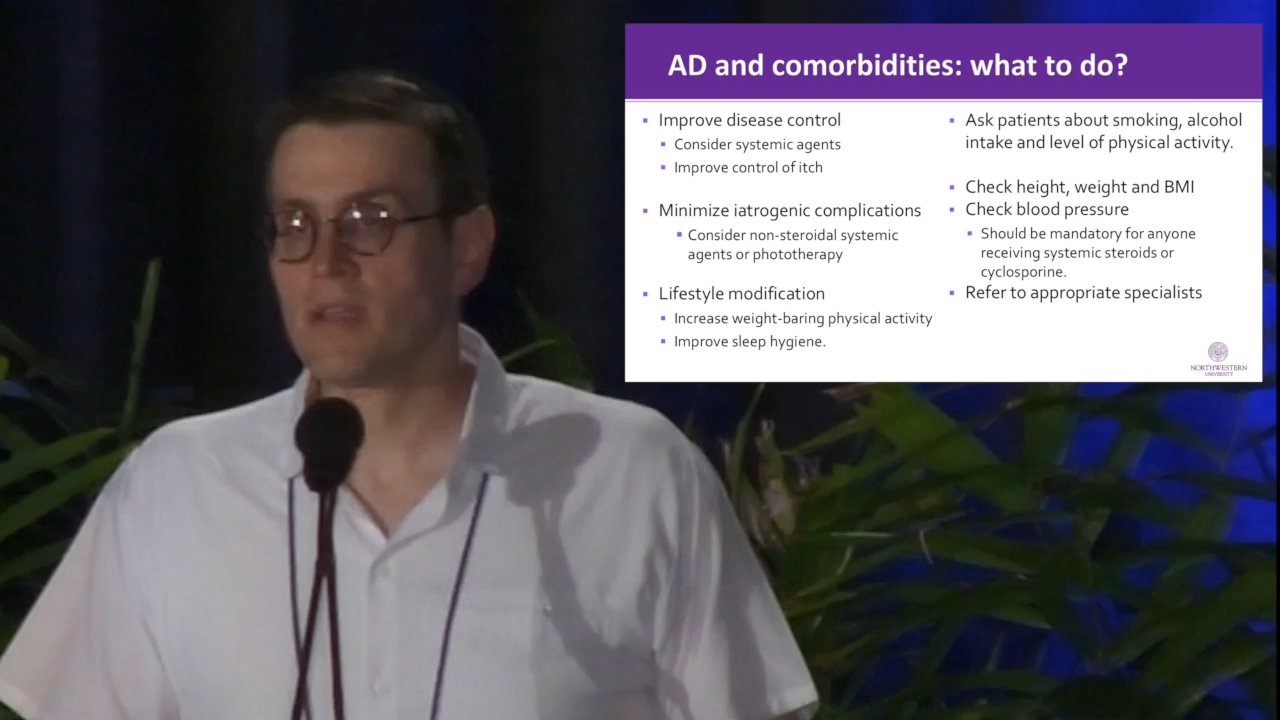 AD and comorbidities: what to do?
Improve disease control
Consider systemic agents
Improve control of itch
Minimize iatrogenic complications
Consider non-steroidal systemic
agents or phototherapy
Lifestyle modification
Increase weight-baring physical activity
Improve sleep hygiene.
Ask patients about smoking, alcohol
intake and level of physical activity.
Check height, weight and BMI
Check blood pressure
Should be mandatory for anyone
receiving systemic steroids or
cyclosporine.
Refer to appropriate specialists
NORTHWESTERN
UNIVERSITY